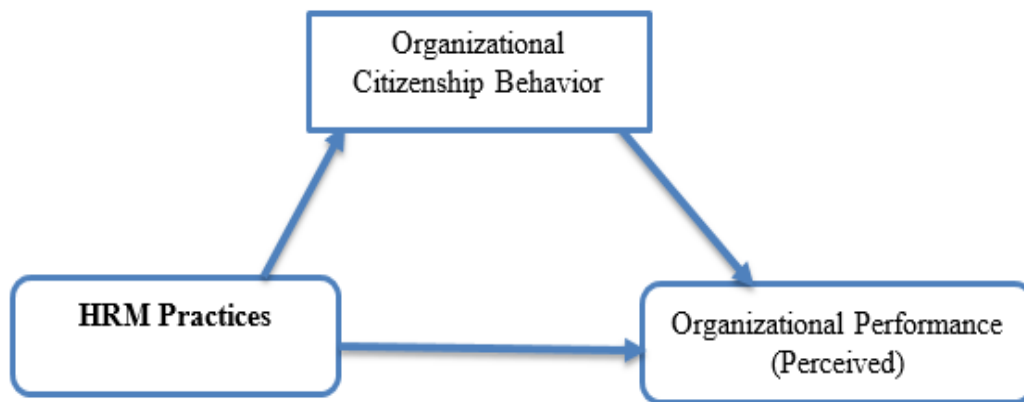 Organizational
Citizenship Behavior
HRM Practices
Organizational Performance
(Perceived)